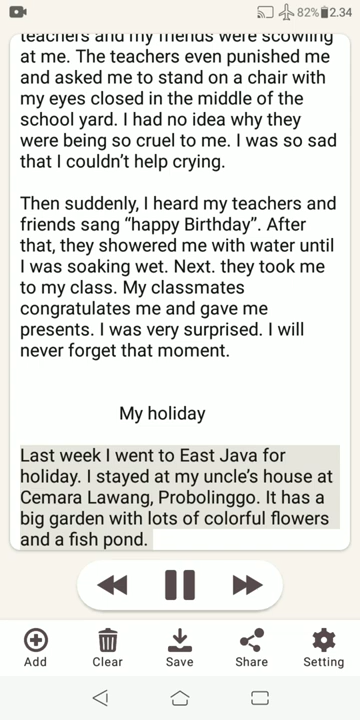 82% 2.34
teachers and my friends were scowling
at me. The teachers even punished me
and asked me to stand on a chair with
my eyes closed in the middle of the
school yard. I had no idea why they
were being so cruel to me. I was so sad
that I couldn't help crying.
Then suddenly, I heard my teachers and
friends sang “happy Birthday”. After
that, they showered me with water until
I was soaking wet. Next. they took me
to my class. My classmates
congratulates me and gave me
presents. I was very surprised. I will
never forget that moment.
My holiday
Last week I went to East Java for
holiday. I stayed at my uncle's house at
Cemara Lawang, Probolinggo. It has a
big garden with lots of colorful flowers
and a fish pond.
Add Clear Save Share Setting